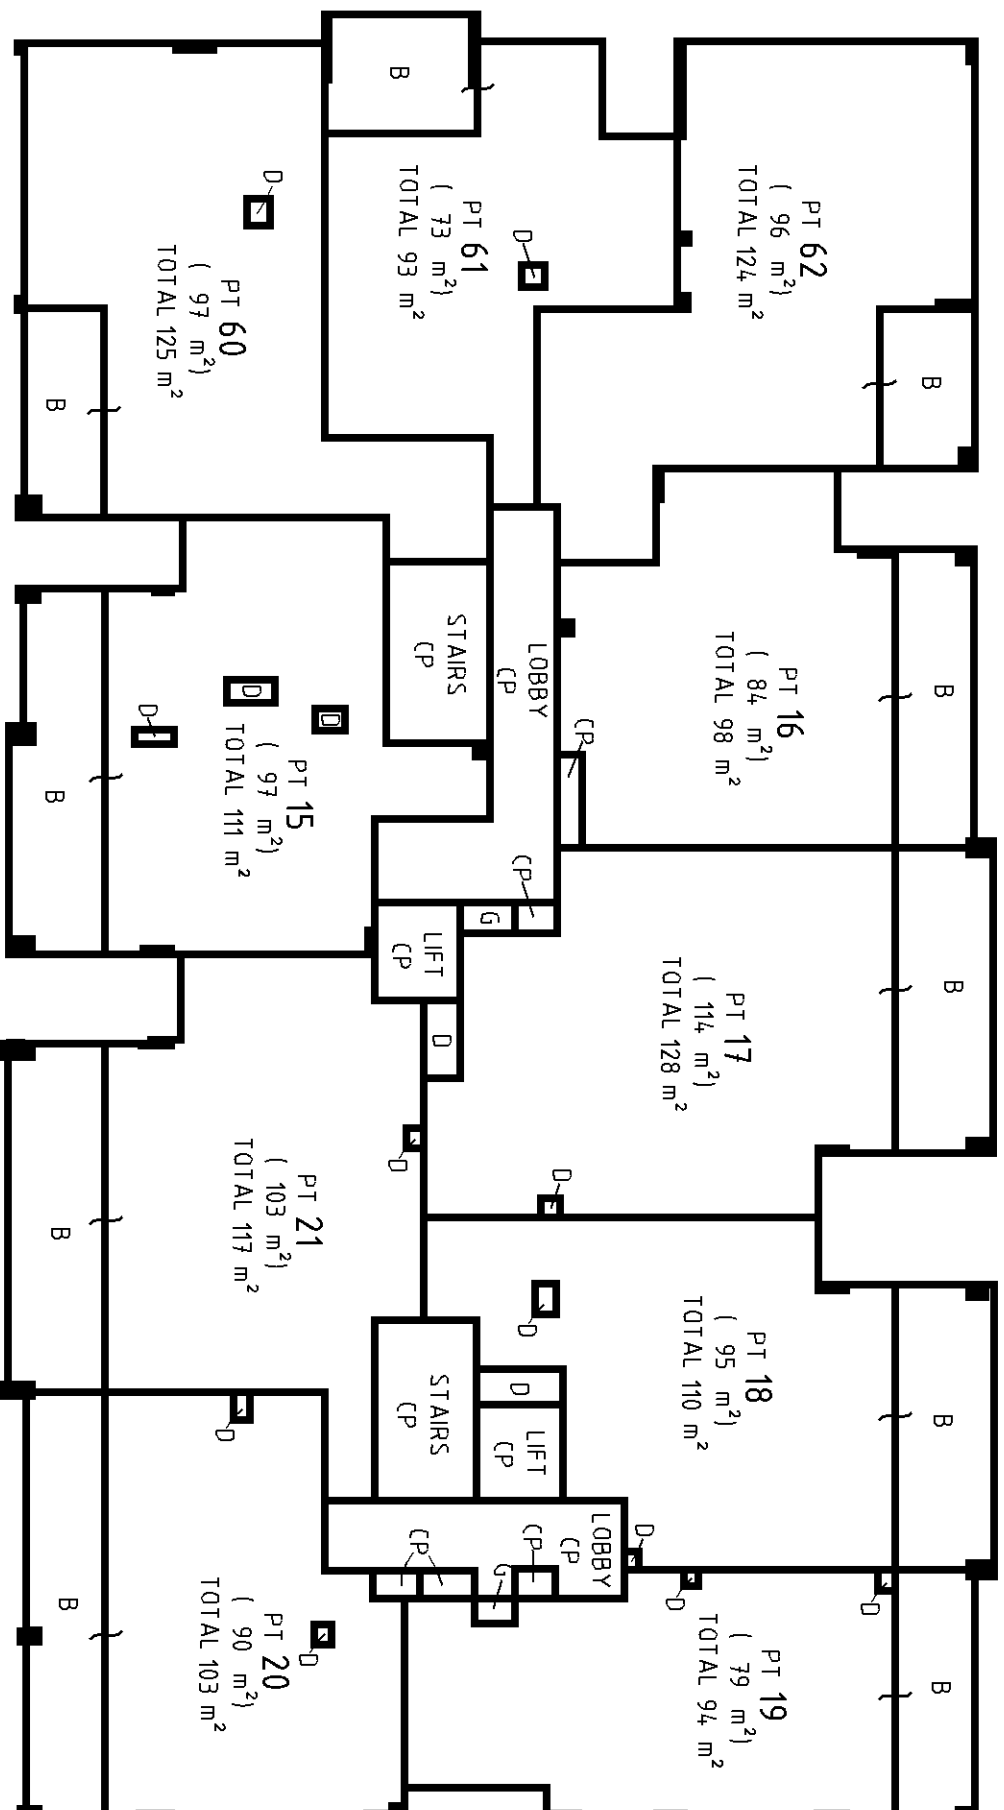 B
PT 62
( 96 m²)
TOTAL 124 m²
B
PT 61
( 73 m²)
TOTAL 93 m²
D
D
PT 60
( 97 m²)
TOTAL 125 m²
B
B
PT 16
( 84 m²)
TOTAL 98 m²
CP
LOBBY
CP
STAIRS
CP
D
D
D
PT 15
( 97 m²)
TOTAL 111 m²
B
B
PT 17
( 114 m²)
TOTAL 128 m²
CP
G
LIFT
CP
D
D
D
PT 21
( 103 m²)
TOTAL 117 m²
B
B
PT 18
( 95 m²)
TOTAL 110 m²
D
D
LIFT
CP
STAIRS
CP
D
LOBBY
CP
CP
CP
G
D
D
D
B
PT 19
( 79 m²)
TOTAL 94 m²
D
PT 20
( 90 m²)
TOTAL 103 m²
B